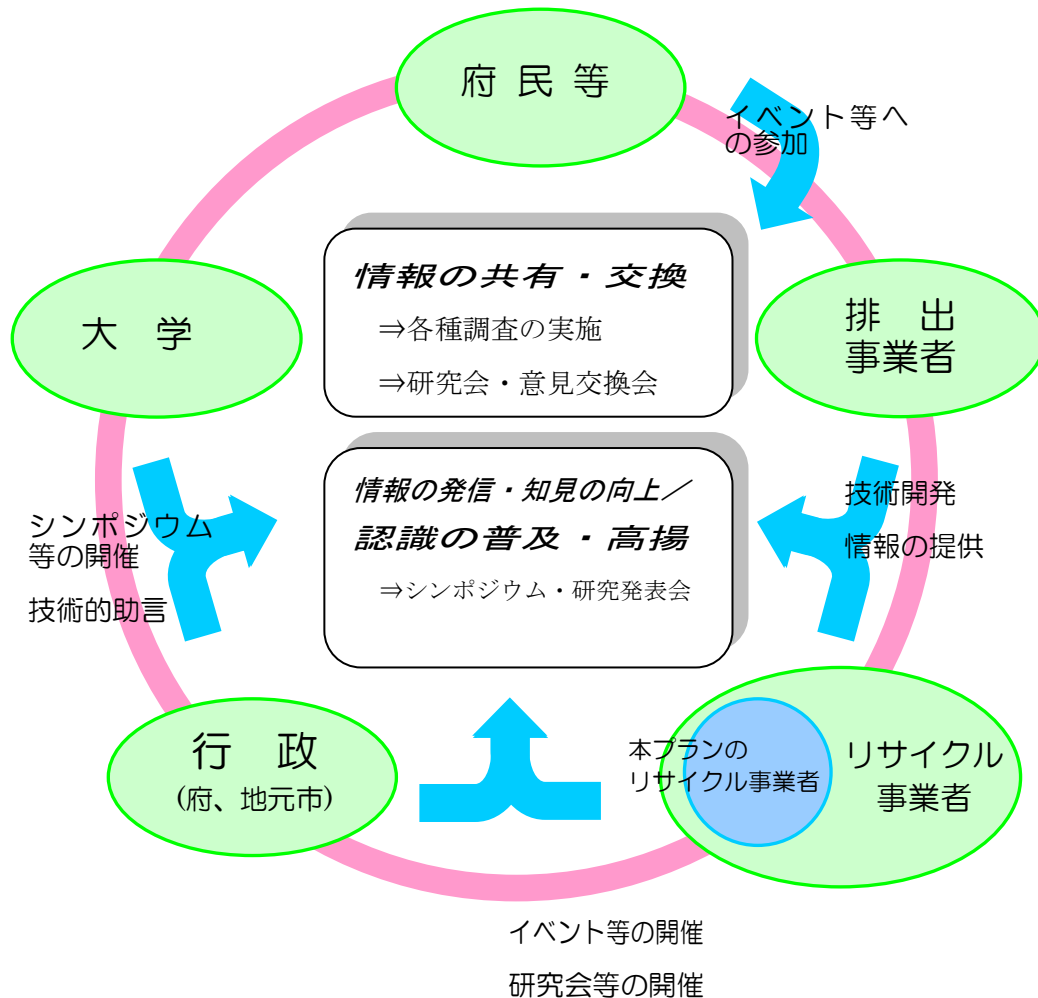 府 民 等
イベント等へ
の参加
大　学
情報の共有・交換
⇒各種調査の実施
⇒研究会・意見交換会
排　出
事業者
情報の発信・知見の向上／
認識の普及・高揚
⇒シンポジウム・研究発表会
シンポジウム
等の開催
技術的助言
技術開発
情報の提供
行　政
(府、地元市)
本プランの
リサイクル事業者
リサイクル
事業者
イベント等の開催
研究会等の開催